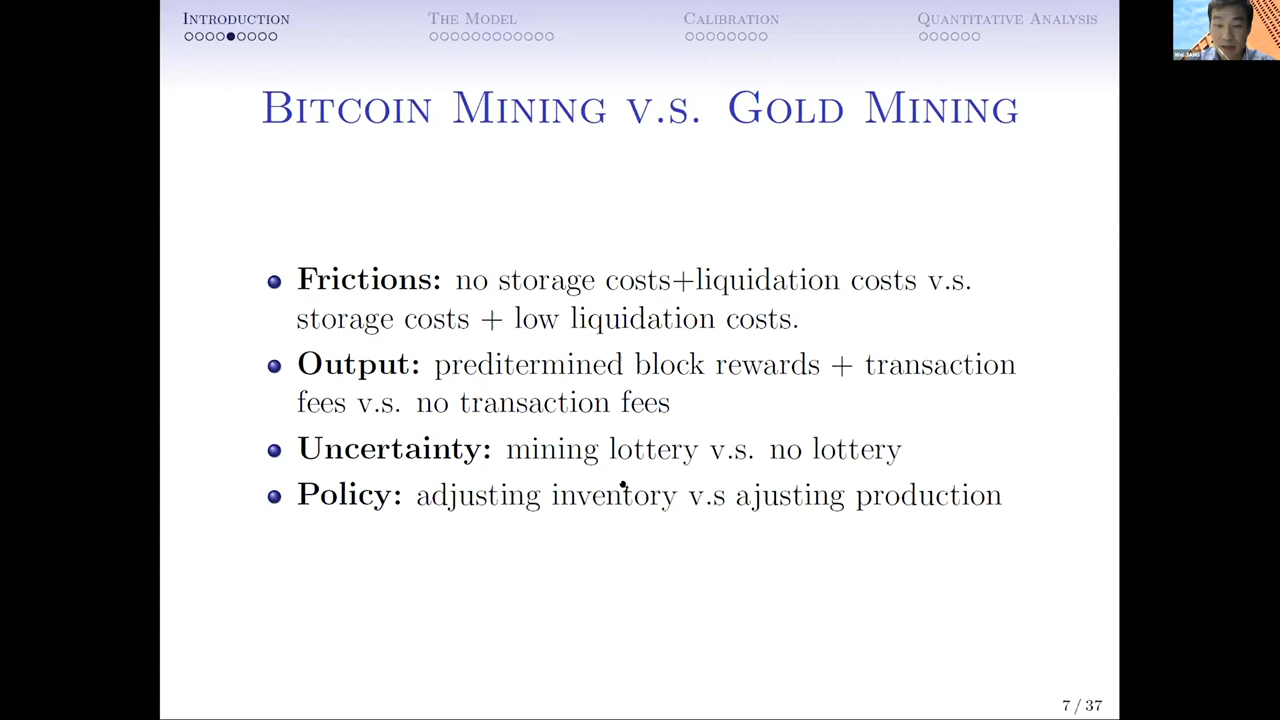 INTRODUCTION THE MODEL CALIBRATION QUANTITATIVE ANALYSIS
Wei JIANG
BITCOIN MINING V.S. GOLD MINING
Frictions: no storage costs+liquidation costs v.s.
storage costs + low liquidation costs.
Output: preditermined block rewards + transaction
fees v.s. no transaction fees
Uncertainty: mining lottery v.s. no lottery
Policy: adjusting inventory v.s ajusting production
7 / 37